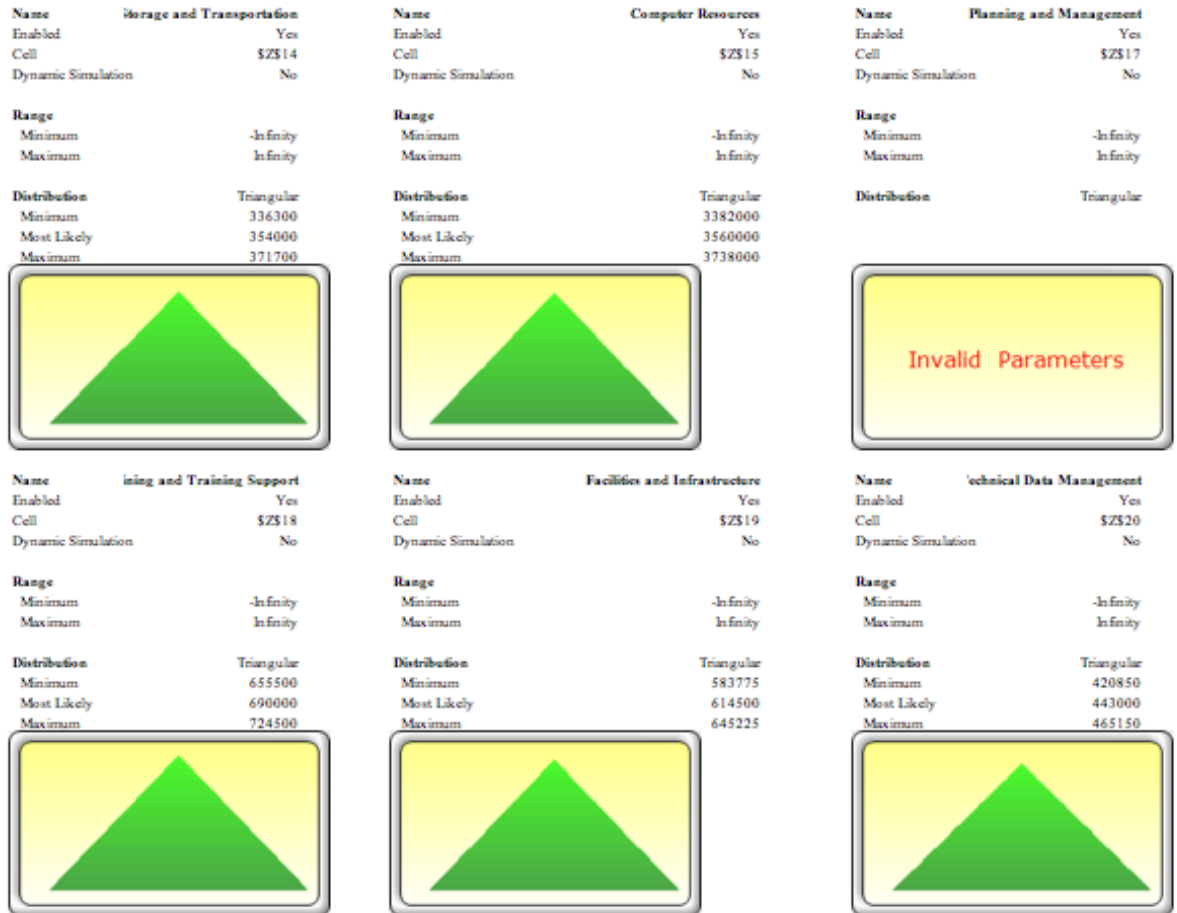 Name torage and Transportation
Enabled Yes
Cell $Z$14
Dynamic Simulation No
Range
Minimum -Infinity
Maximum Infinity
Distribution Triangular
Minimum 336300
Most Likely 354000
Maximum 371700
Name Computer Resources
Enabled Yes
Cell $Z$15
Dynamic Simulation No
Range
Minimum -Infinity
Maximum Infinity
Distribution Triangular
Minimum 3382000
Most Likely 3560000
Maximum 3738000
Name Planning and Management
Enabled Yes
Cell $Z$17
Dynamic Simulation No
Range
Minimum -Infinity
Maximum Infinity
Distribution Triangular
Invalid Parameters
Name ining and Training Support
Enabled Yes
Cell $Z$18
Dynamic Simulation No
Range
Minimum -Infinity
Maximum Infinity
Distribution Triangular
Minimum 655500
Most Likely 690000
Maximum 724500
Name Facilities and Infrastructure
Enabled Yes
Cell $Z$19
Dynamic Simulation No
Range
Minimum -Infinity
Maximum Infinity
Distribution Triangular
Minimum 583775
Most Likely 614500
Maximum 645225
Name echnical Data Management
Enabled Yes
Cell $Z$20
Dynamic Simulation No
Range
Minimum -Infinity
Maximum Infinity
Distribution Triangular
Minimum 420850
Most Likely 443000
Maximum 465150